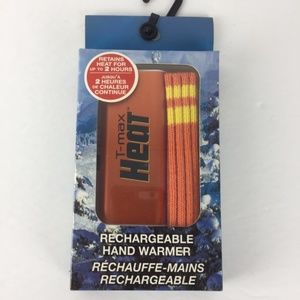 RETAINS
HEAT FOR
UP TO 2 HOURS
JUSQU'À
2 HEURES
DE CHALEUR
CONTINUE
T-max
HEAT
RECHARGEABLE
HAND WARMER
RÉCHAUFFE-MAINS
RECHARGEABLE